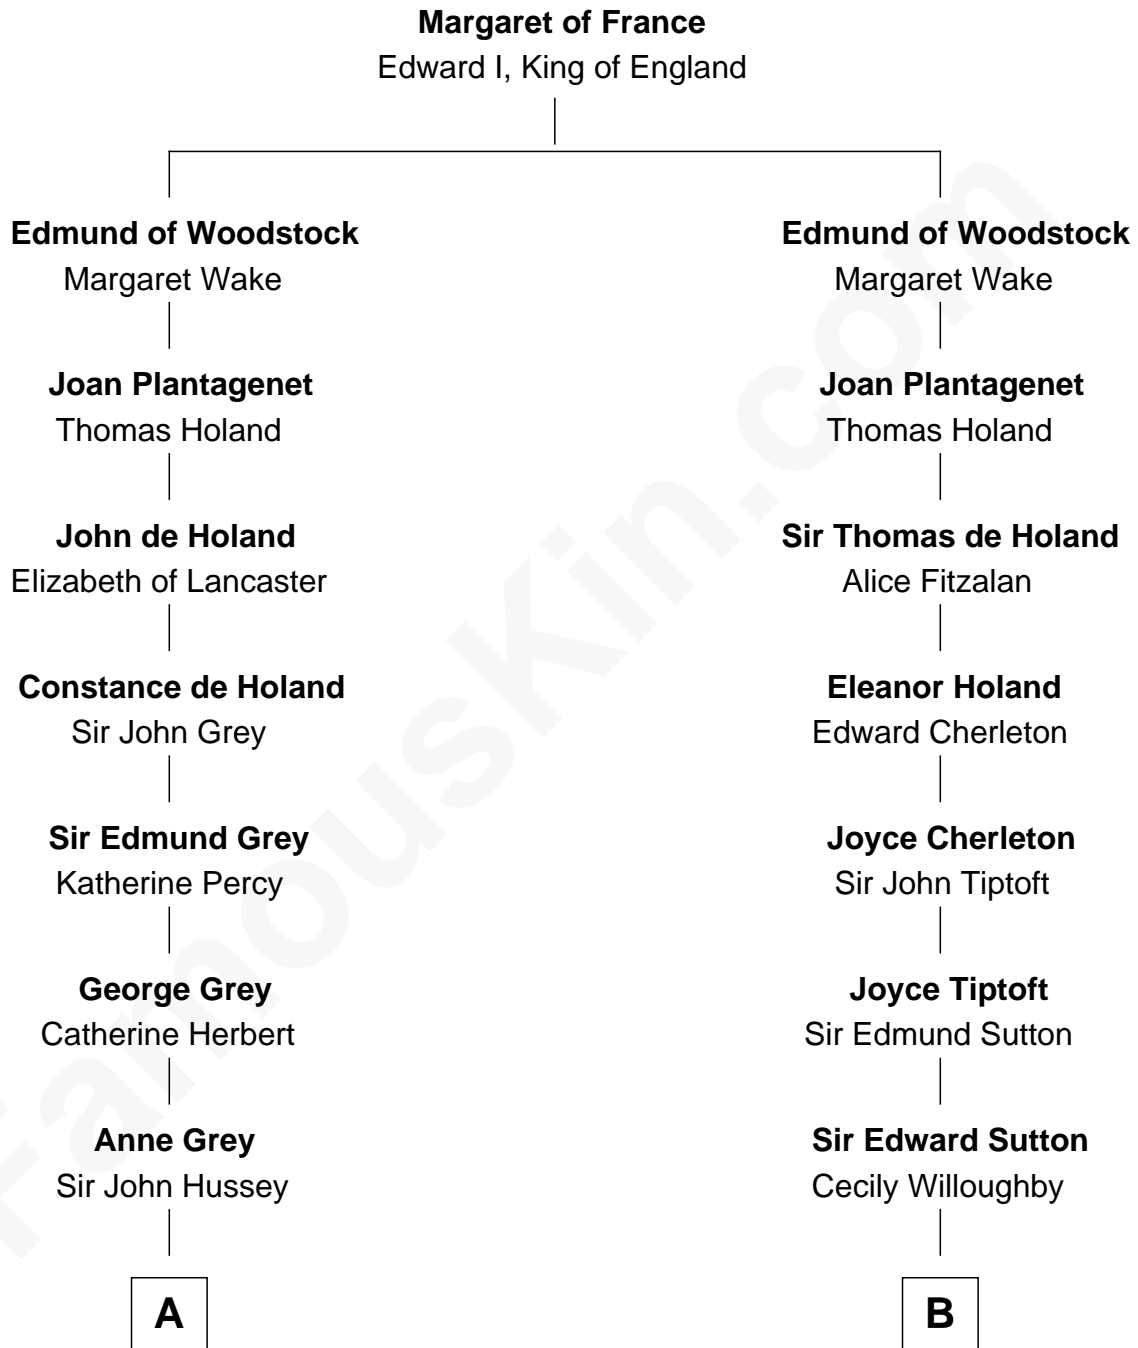 Margaret of France
Edward I, King of England
Edmund of Woodstock
Margaret Wake
Joan Plantagenet
Thomas Holand
John de Holand
Elizabeth of Lancaster
Constance de Holand
Sir John Grey
Sir Edmund Grey
Katherine Percy
George Grey
Catherine Herbert
Anne Grey
Sir John Hussey
A
Edmund of Woodstock
Margaret Wake
Joan Plantagenet
Thomas Holand
Sir Thomas de Holand
Alice Fitzalan
Eleanor Holand
Edward Cherleton
Joyce Cherleton
Sir John Tiptoft
Joyce Tiptoft
Sir Edmund Sutton
Sir Edward Sutton
Cecily Willoughby
B
FamousKin.com